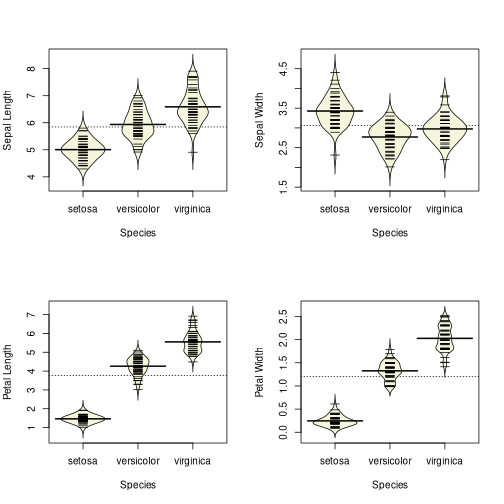 Sepal Length
8
7
6
5
4
setosa versicolor virginica
Species
Sepal Width
4.5
3.5
2.5
1.5
setosa versicolor virginica
Species
Petal Length
7
6
5
4
3
2
1
setosa versicolor virginica
Species
Petal Width
2.5
2.0
1.5
1.0
0.5
0.0
setosa versicolor virginica
Species